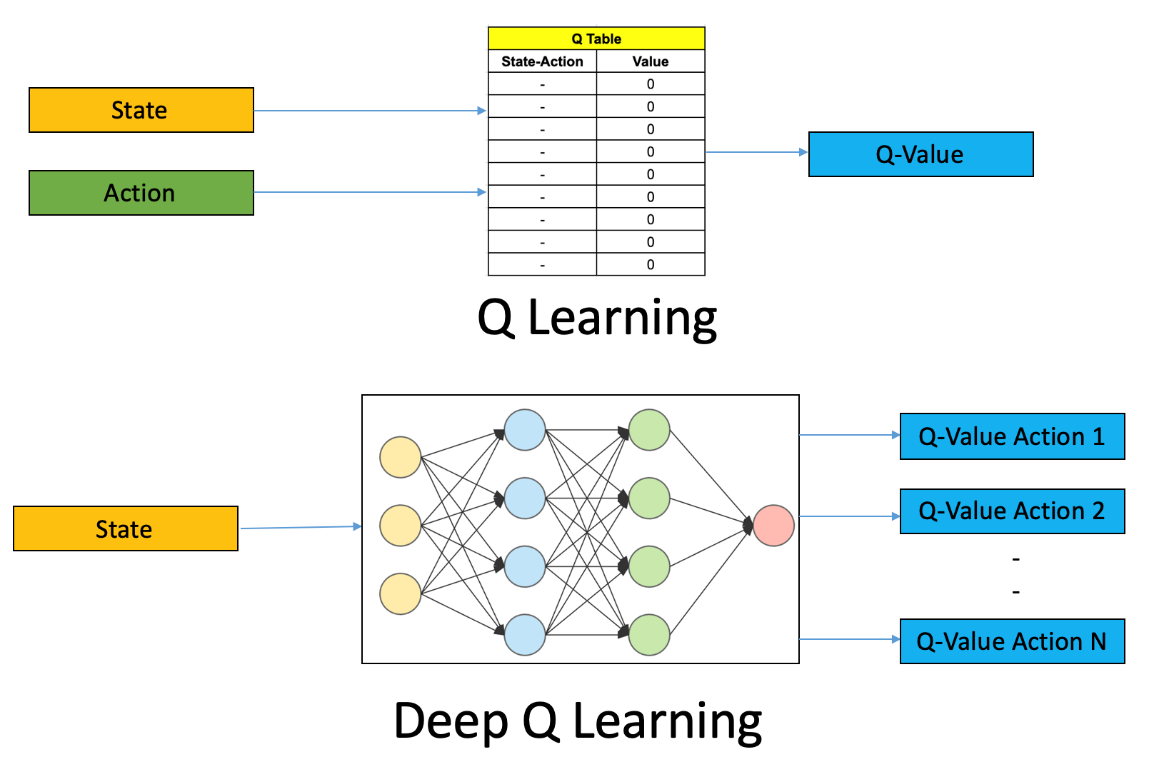 Q Table
State-Action Value
- 0
- 0
- 0
- 0
- 0
- 0
- 0
- 0
- 0
State
Action
Q-Value
Q Learning
State
Q-Value Action 1
Q-Value Action 2
-
-
Q-Value Action N
Deep Q Learning